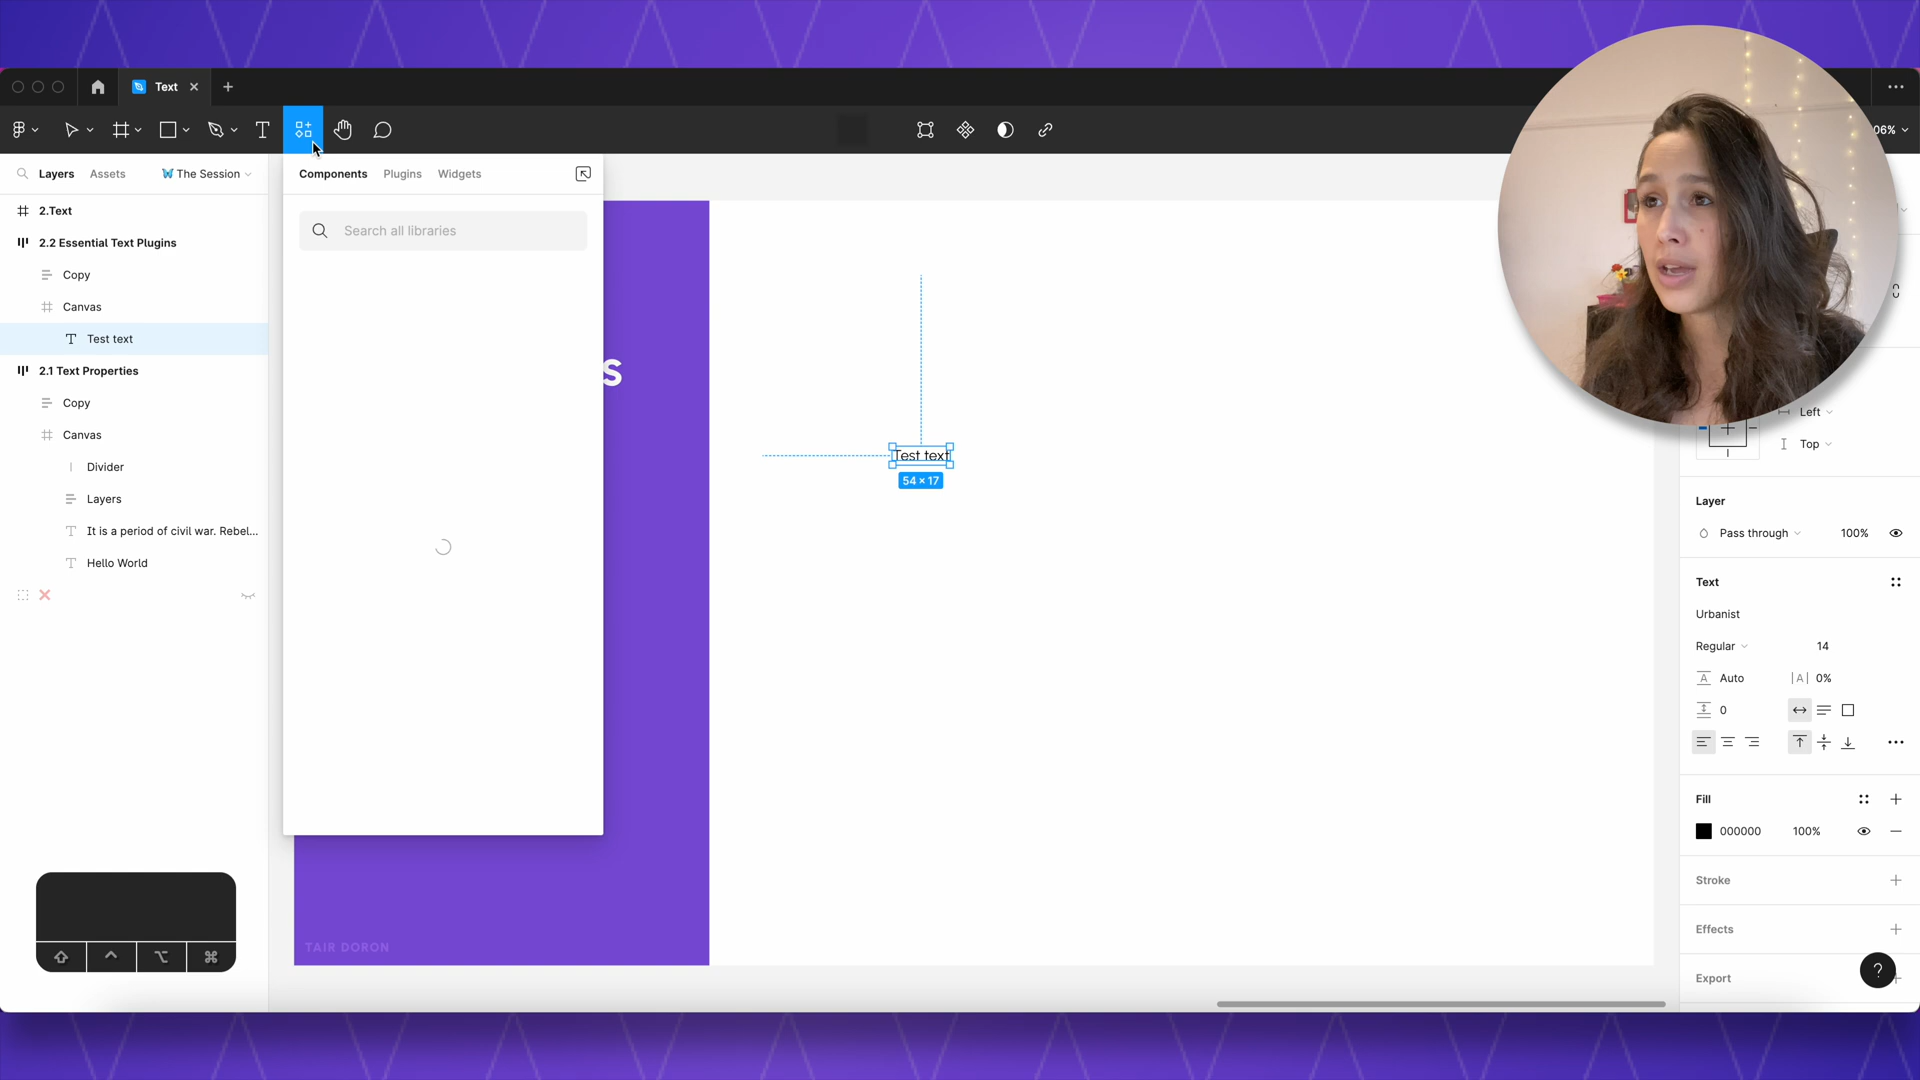 Text
06%
Layers
Assets
The Session
Components
Plugins
Widgets
2.Text
Search all libraries
2.2 Essential Text Plugins
Copy
Canvas
Test text
S
2.1 Text Properties
Copy
Canvas
Left
Top
Test text
54 × 17
Divider
Layers
It is a period of civil war. Rebel...
Hello World
Layer
Pass through
100%
Text
Urbanist
Regular
14
A
Auto
|A|
0%
0
Fill
000000
100%
Stroke
Effects
TAIR DORON
Export
?